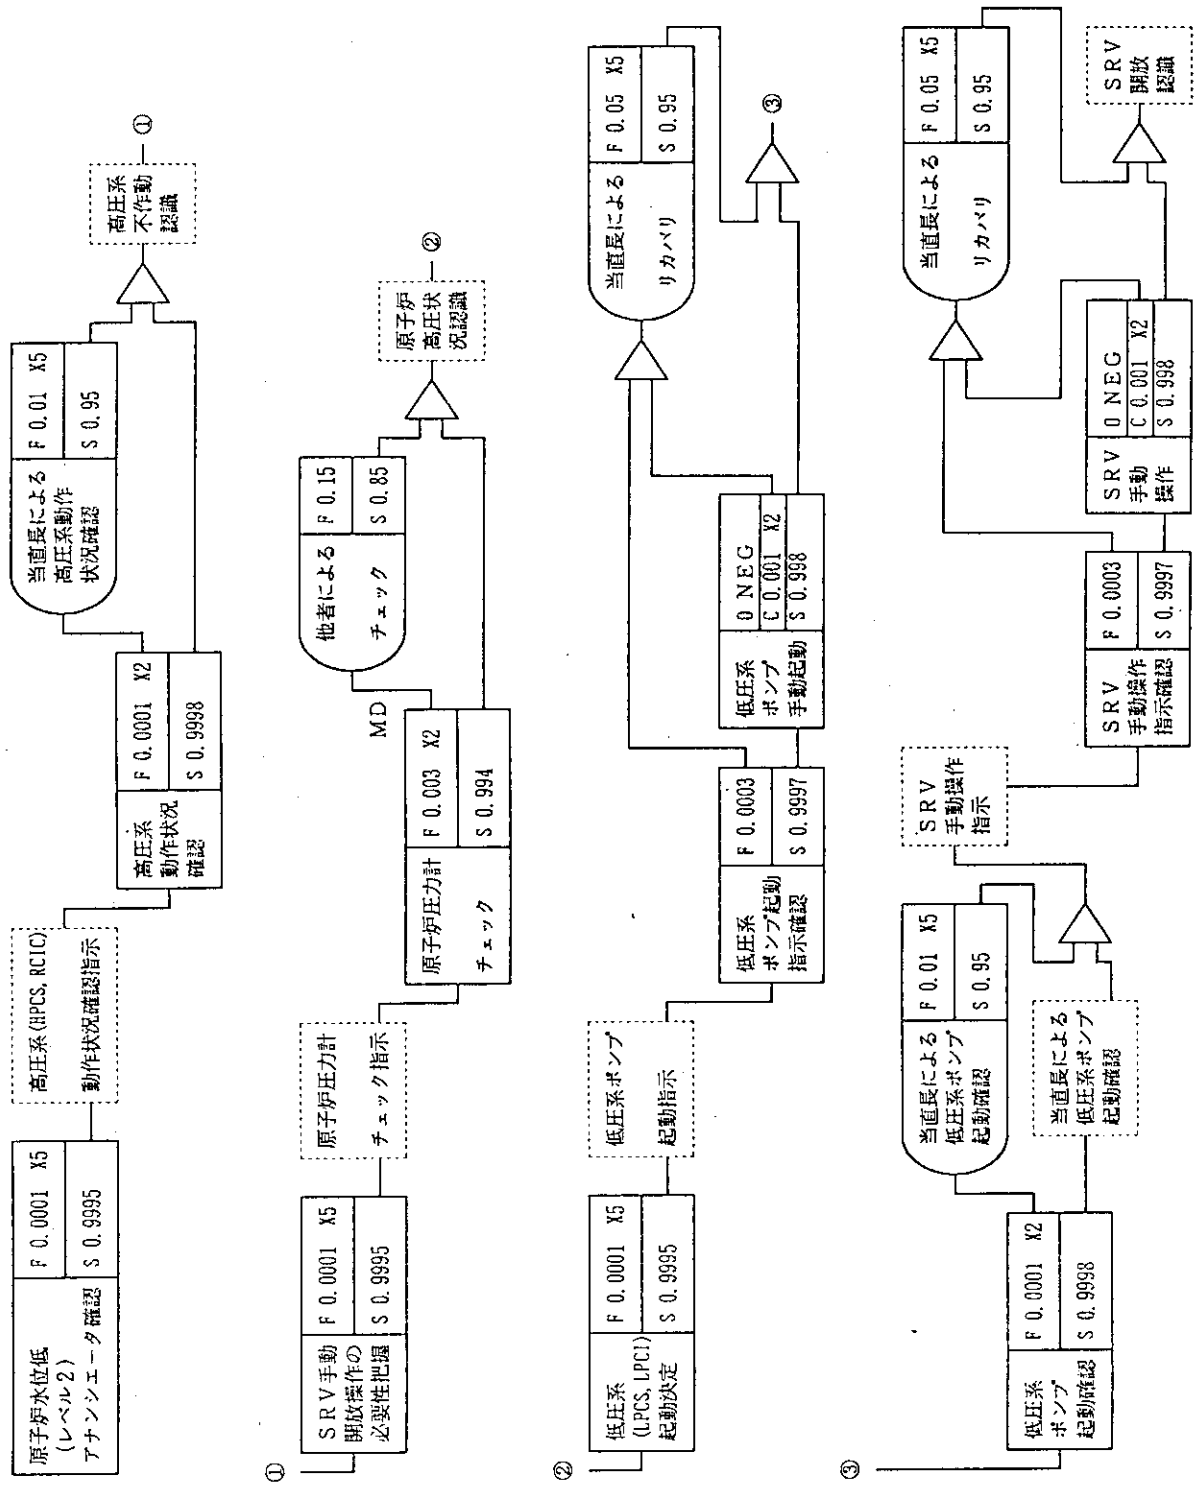 原子炉水位低
(レベル2)
アナンシエータ確認
F 0.0001 X5
S 0.9995
高圧系(HPCS, RCIC)
動作状況確認指示
高圧系
動作状況
確認
F 0.0001 X2
S 0.9998
当直長による
高圧系動作
状況確認
F 0.01 X5
S 0.95
高圧系
不作動
認識
①
①
SRV手動
開放操作の
必要性把握
F 0.0001 X5
S 0.9995
原子炉圧力計
チェック指示
原子炉圧力計
チェック
F 0.003 X2
S 0.994
MD
他者による
チェック
F 0.15
S 0.85
原子炉
高圧状
況認識
②
②
低圧系
(LPCS, LPCI)
起動決定
F 0.0001 X5
S 0.9995
低圧系ポンプ
起動指示
低圧系
ポンプ起動
指示確認
F 0.0003
S 0.9997
低圧系
ポンプ
手動起動
O NEG
C 0.001 X2
S 0.998
当直長による
リカバリ
F 0.05 X5
S 0.95
③
③
低圧系
ポンプ
起動確認
F 0.0001 X2
S 0.9998
当直長による
低圧系ポンプ
起動確認
F 0.01 X5
S 0.95
当直長による
低圧系ポンプ
起動確認
SRV
手動操作
指示
SRV
手動操作
指示確認
F 0.0003
S 0.9997
SRV
手動
操作
O NEG
C 0.001 X2
S 0.998
当直長による
リカバリ
F 0.05 X5
S 0.95
SRV
開放
認識